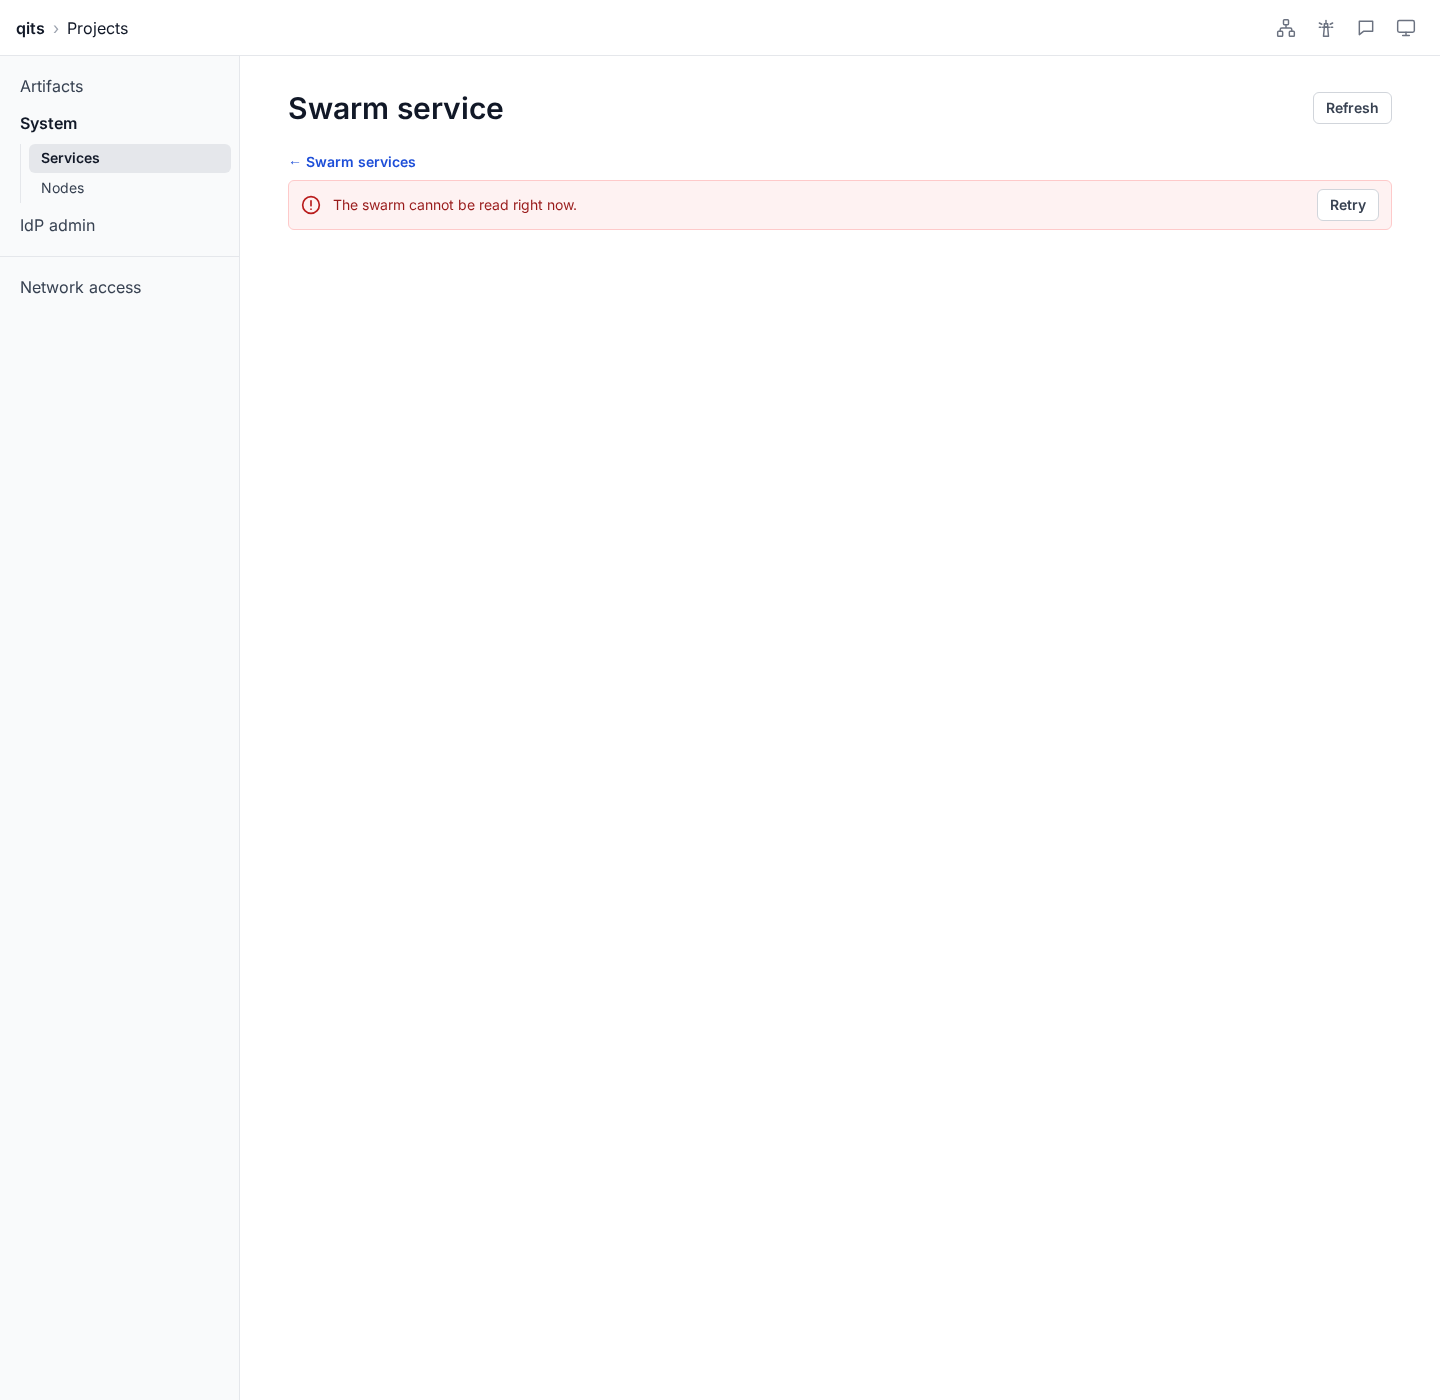 qits › Projects
Artifacts
System
Services
Nodes
IdP admin
Network access
Swarm service
Refresh
← Swarm services
The swarm cannot be read right now.
Retry